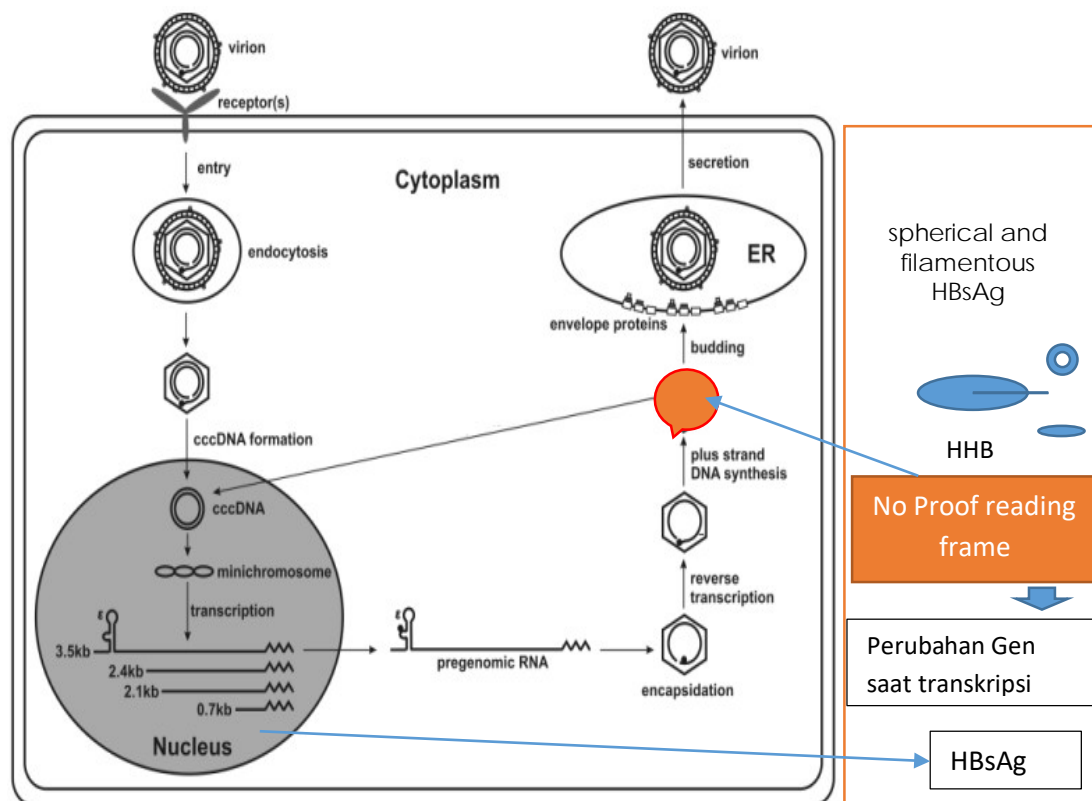 virion
receptor(s)
entry
Cytoplasm
endocytosis
cccDNA formation
cccDNA
minichromosome
transcription
ε
3.5kb
2.4kb
2.1kb
0.7kb
Nucleus
ε
pregenomic RNA
encapsidation
reverse
transcription
plus strand
DNA synthesis
budding
envelope proteins
ER
secretion
virion
spherical and
filamentous
HBsAg
HHB
No Proof reading
frame
Perubahan Gen
saat transkripsi
HBsAg